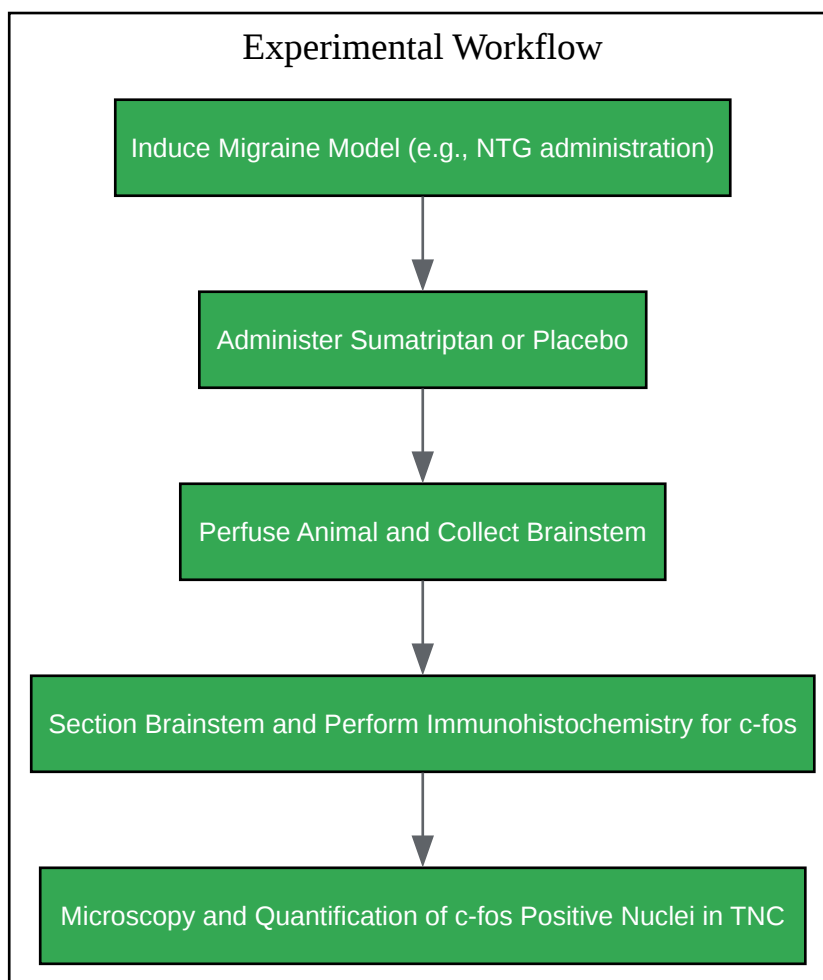 Experimental Workflow
Induce Migraine Model (e.g., NTG administration)
Administer Sumatriptan or Placebo
Perfuse Animal and Collect Brainstem
Section Brainstem and Perform Immunohistochemistry for c-fos
Microscopy and Quantification of c-fos Positive Nuclei in TNC